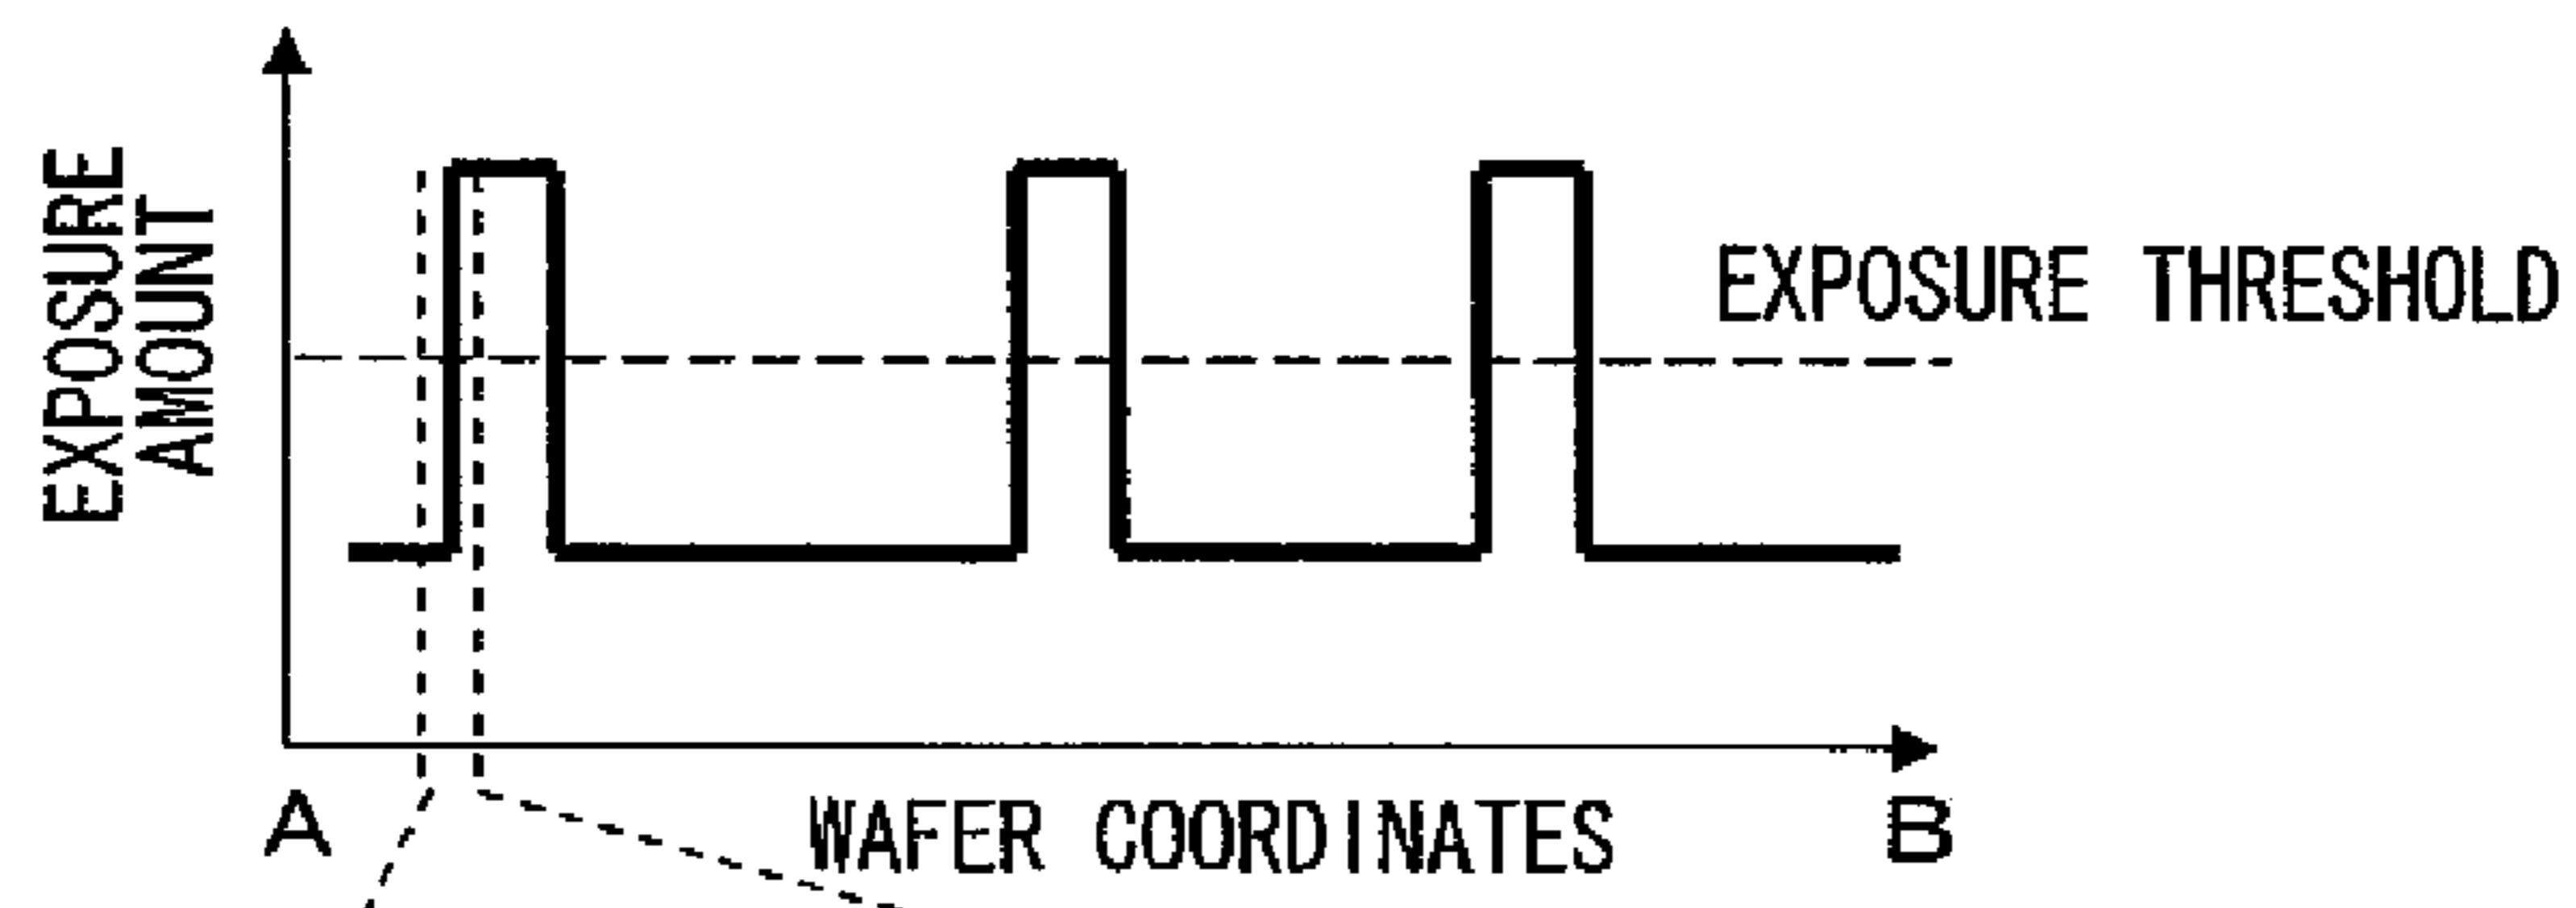 EXPOSURE
AMOUNT
EXPOSURE THRESHOLD
A
WAFER COORDINATES
B